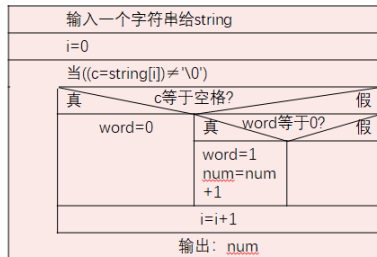 输入一个字符串给string
i=0
当((c=string[i])≠'\0')
c等于空格?
真 假
word=0
word等于0?
真 假
word=1
num=num
+1
i=i+1
输出：num